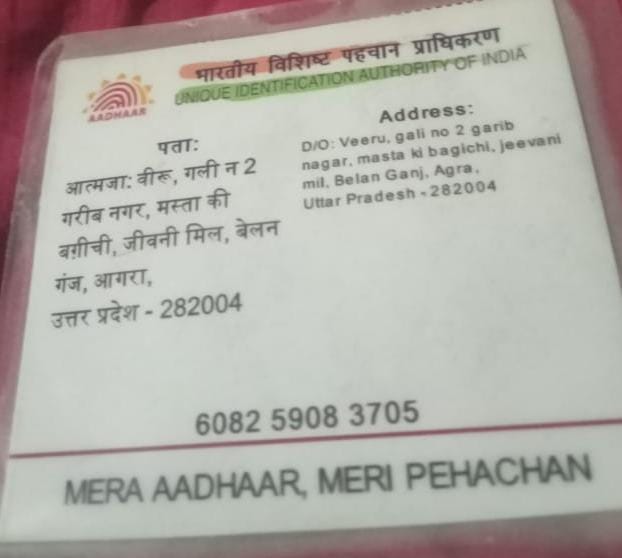 भारतीय विशिष्ट पहचान प्राधिकरण
UNIQUE IDENTIFICATION AUTHORITY OF INDIA
AADHAAR
पता:
आत्मजा: वीरू, गली न 2
गरीब नगर, मस्ता की
बग़ीची, जीवनी मिल, बेलन
गंज, आगरा,
उत्तर प्रदेश - 282004
Address:
D/O: Veeru, gali no 2 garib
nagar, masta ki bagichi, jeevani
mil, Belan Ganj, Agra,
Uttar Pradesh - 282004
6082 5908 3705
MERA AADHAAR, MERI PEHACHAN